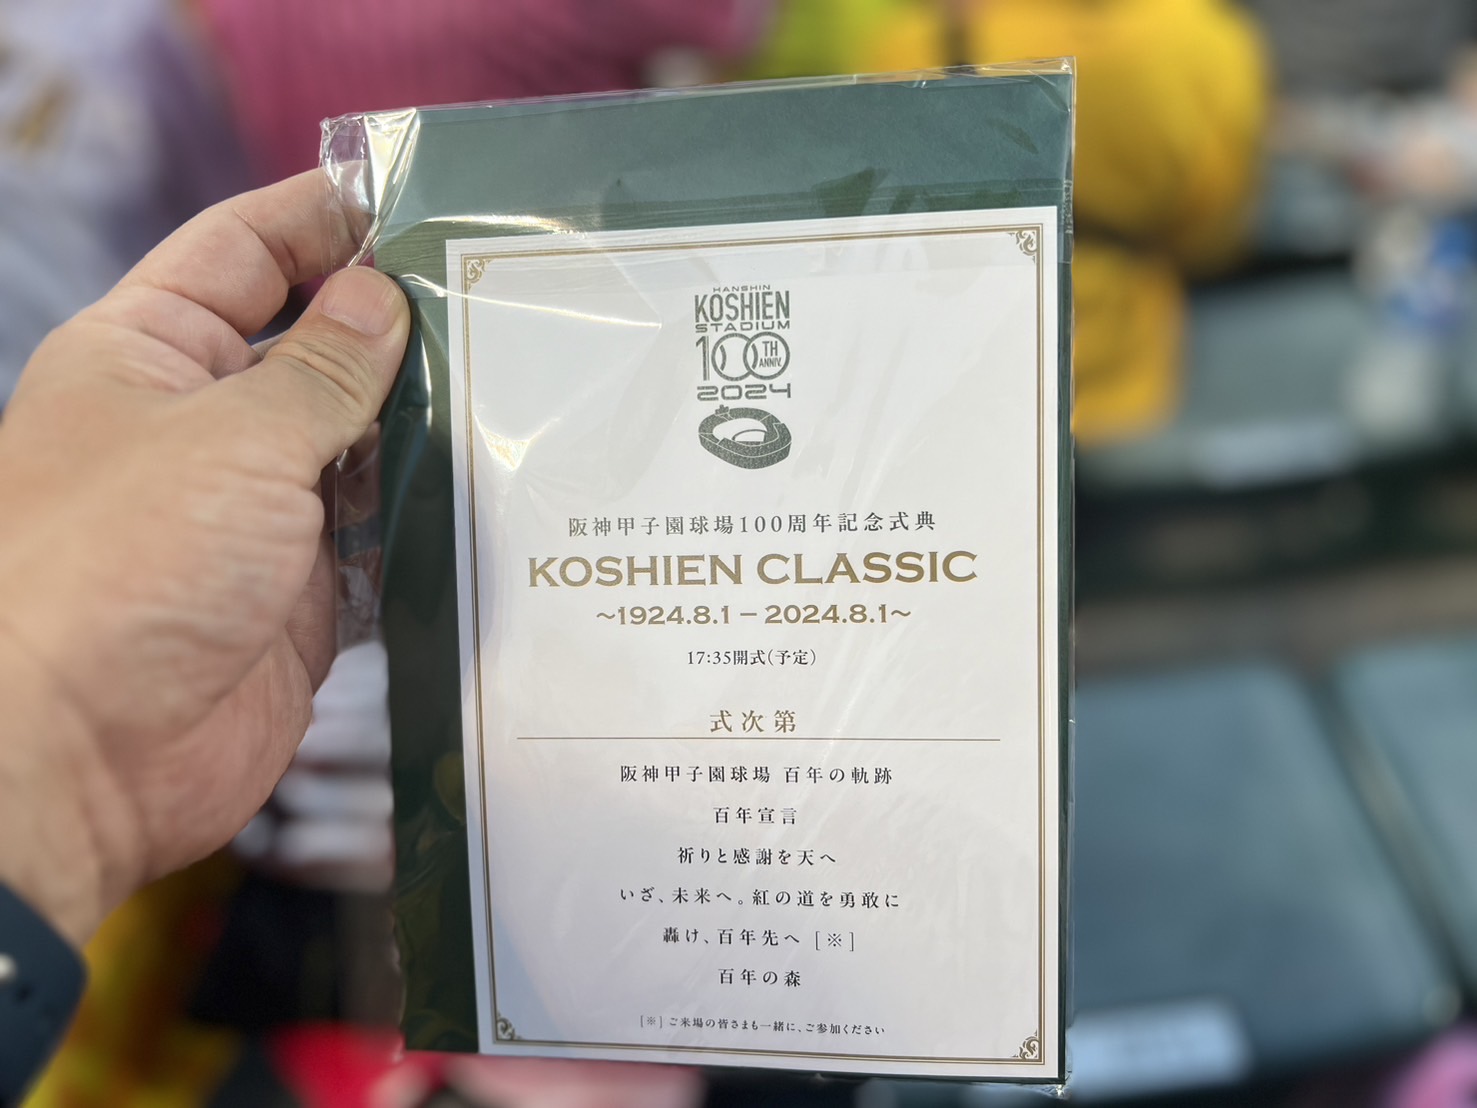 HANSHIN
KOSHIEN
STADIUM
100TH
ANNIV.
2024
阪神甲子園球場100周年記念式典
KOSHIEN CLASSIC
〜1924.8.1 – 2024.8.1〜
17:35開式(予定)
式次第
阪神甲子園球場 百年の軌跡
百年宣言
祈りと感謝を天へ
いざ、未来へ。紅の道を勇敢に
轟け、百年先へ [※]
百年の森
[※] ご来場の皆さまも一緒に、ご参加ください